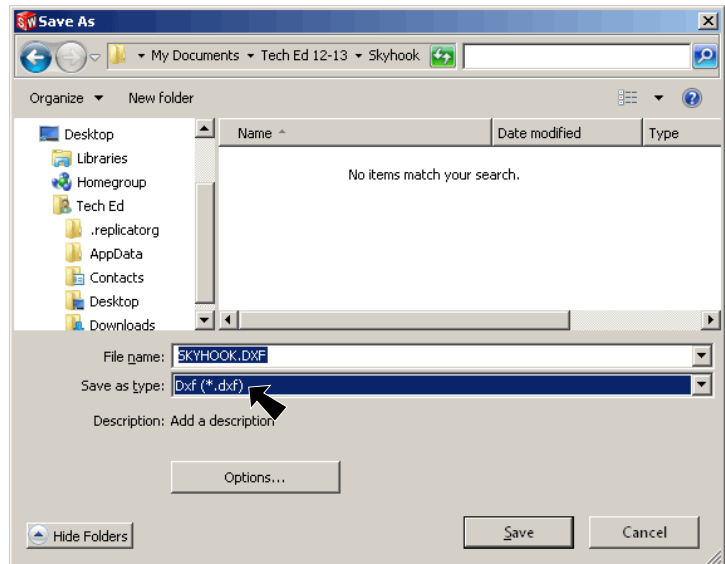 SW Save As
My Documents Tech Ed 12-13 Skyhook
Organize New folder ?
Desktop
Libraries
Homegroup
Tech Ed
.replicatorg
AppData
Contacts
Desktop
Downloads
Name Date modified Type
No items match your search.
File name: SKYHOOK.DXF
Save as type: Dxf (*.dxf)
Description: Add a description
Options...
Hide Folders Save Cancel